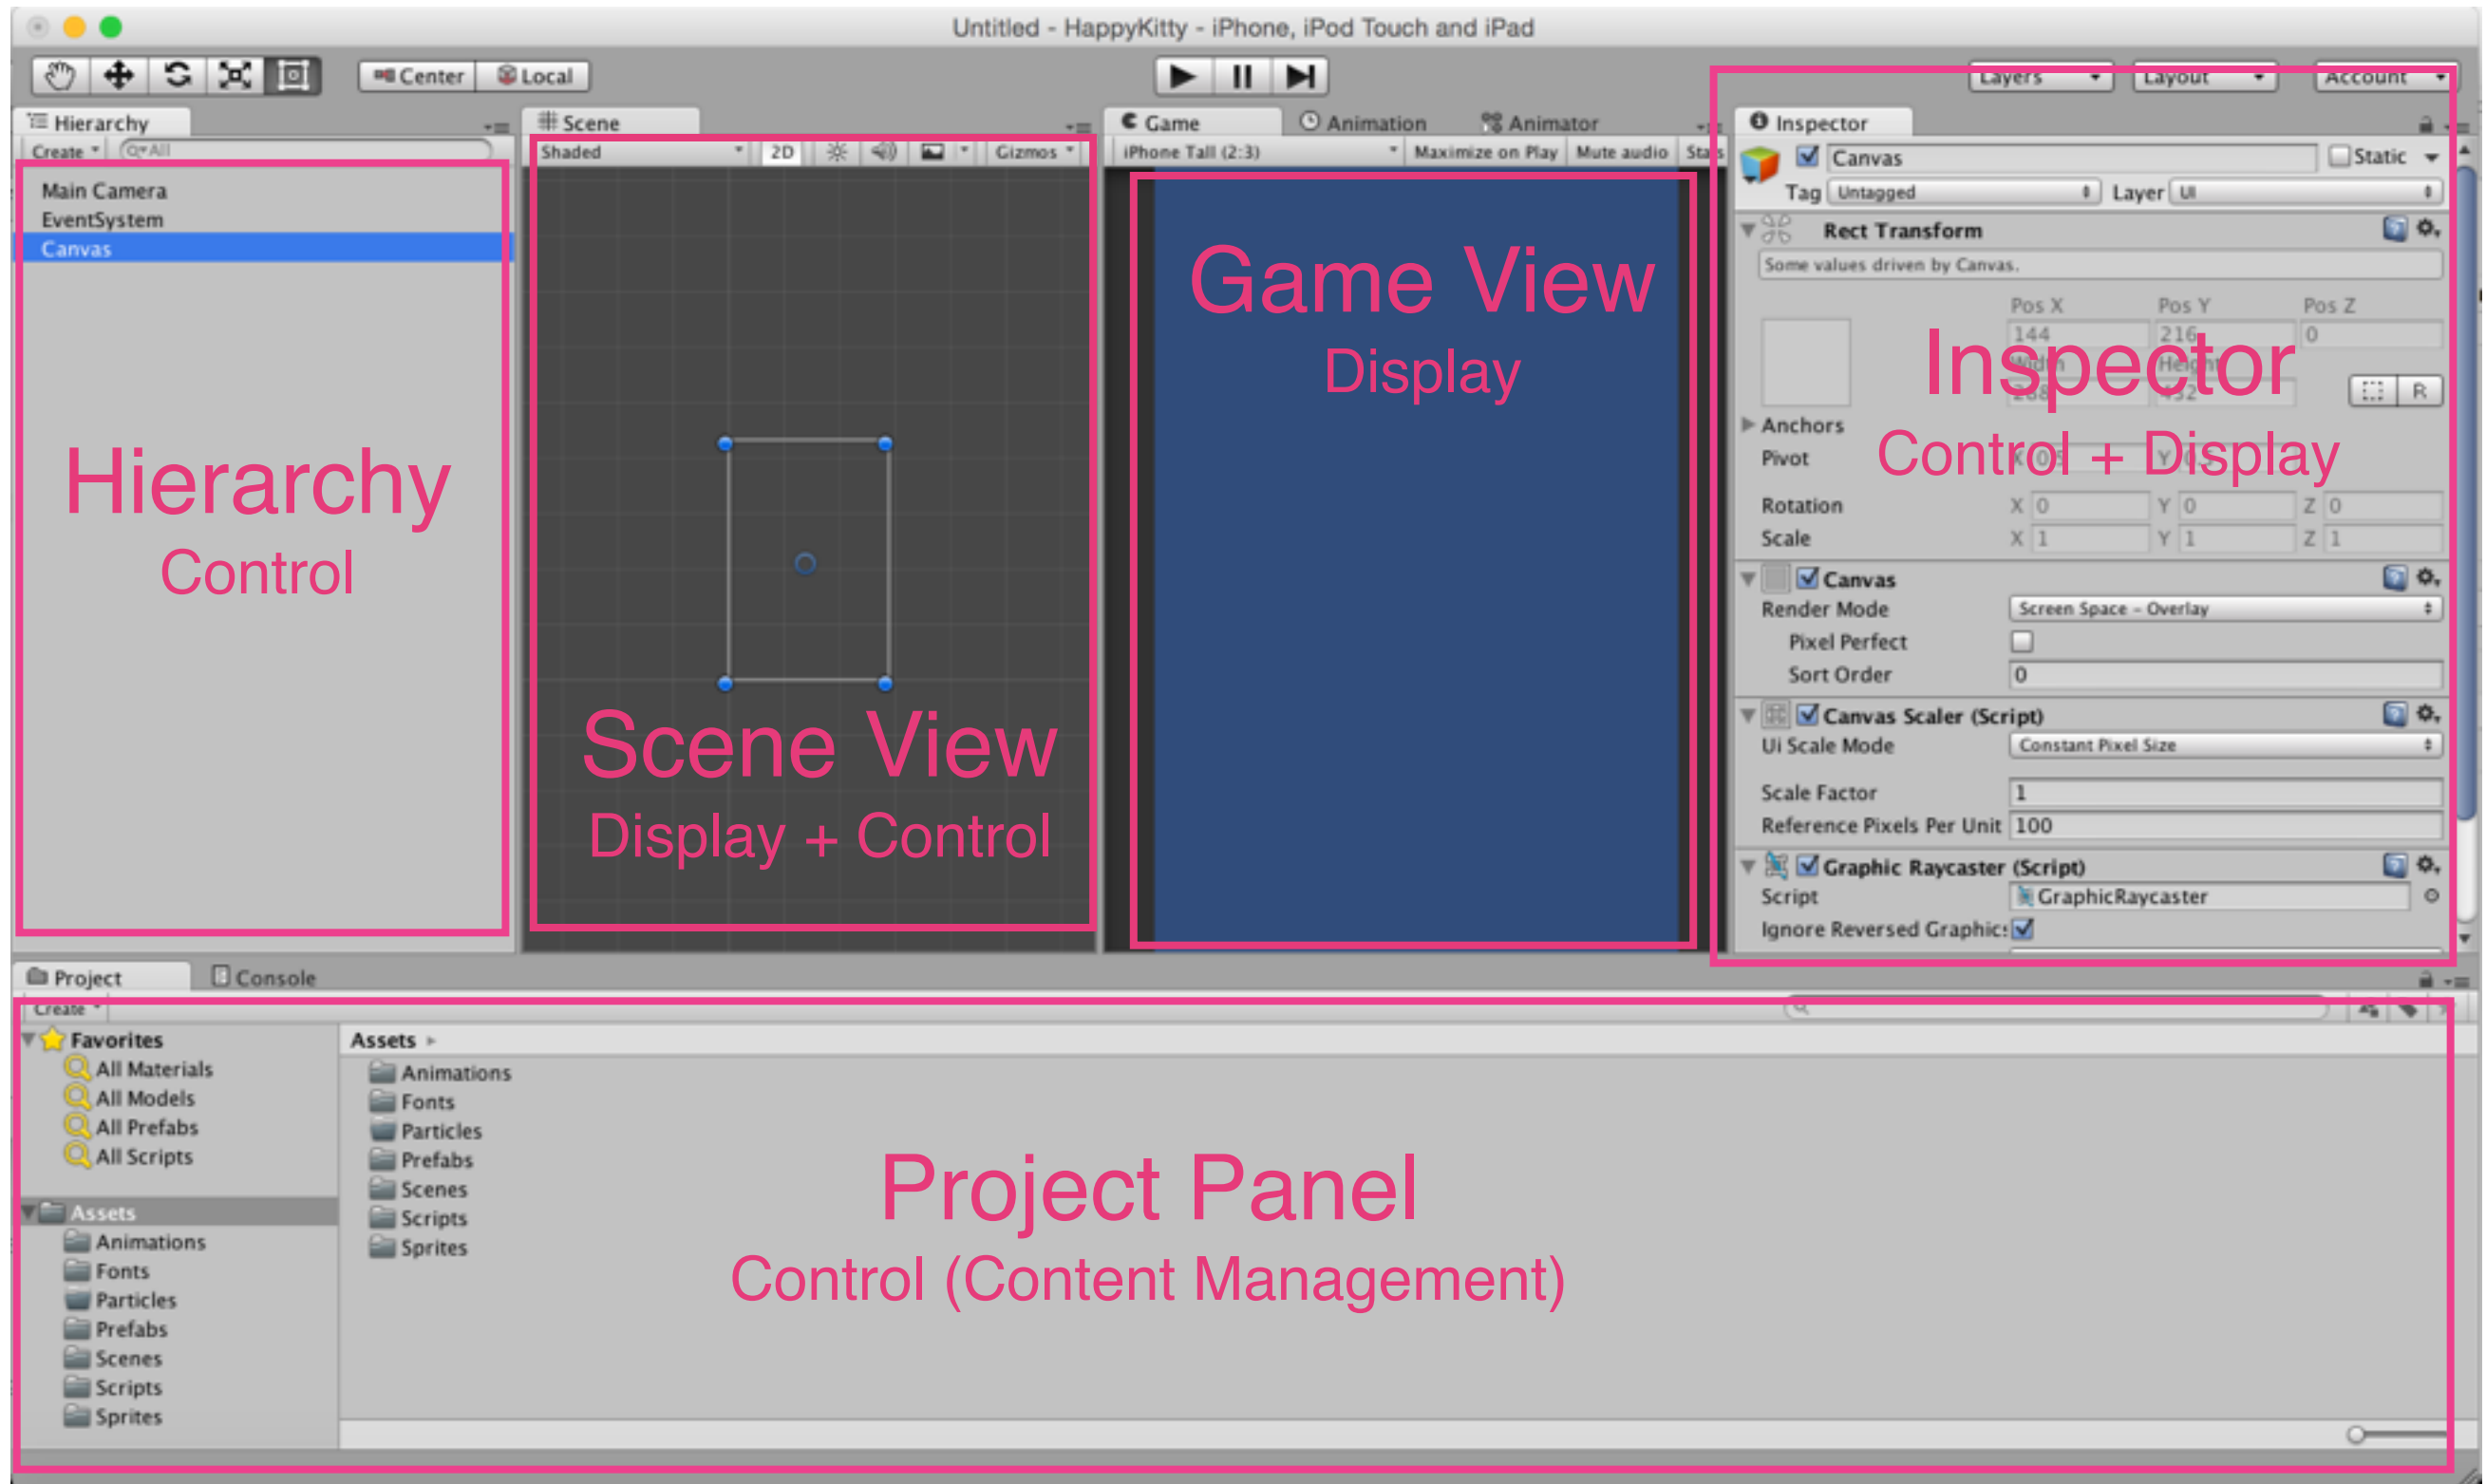 Untitled - HappyKitty - iPhone, iPod Touch and iPad
Center Local
Layers Layout Account
Hierarchy
Create All
Main Camera
EventSystem
Canvas
Hierarchy
Control
Scene
Shaded 2D Gizmos
Scene View
Display + Control
Game Animation Animator
iPhone Tall (2:3) Maximize on Play Mute audio Stats
Game View
Display
Inspector
Canvas Static
Tag Untagged Layer UI
Rect Transform
Some values driven by Canvas.
Pos X Pos Y Pos Z
144 216 0
Width Height
R
Inspector
Control + Display
Anchors
Pivot X Y
Rotation X 0 Y 0 Z 0
Scale X 1 Y 1 Z 1
Canvas
Render Mode Screen Space - Overlay
Pixel Perfect
Sort Order 0
Canvas Scaler (Script)
Ui Scale Mode Constant Pixel Size
Scale Factor 1
Reference Pixels Per Unit 100
Graphic Raycaster (Script)
Script GraphicRaycaster
Ignore Reversed Graphics
Project Console
Create
Favorites
All Materials
All Models
All Prefabs
All Scripts
Assets
Animations
Fonts
Particles
Prefabs
Scenes
Scripts
Sprites
Assets
Animations
Fonts
Particles
Prefabs
Scenes
Scripts
Sprites
Project Panel
Control (Content Management)